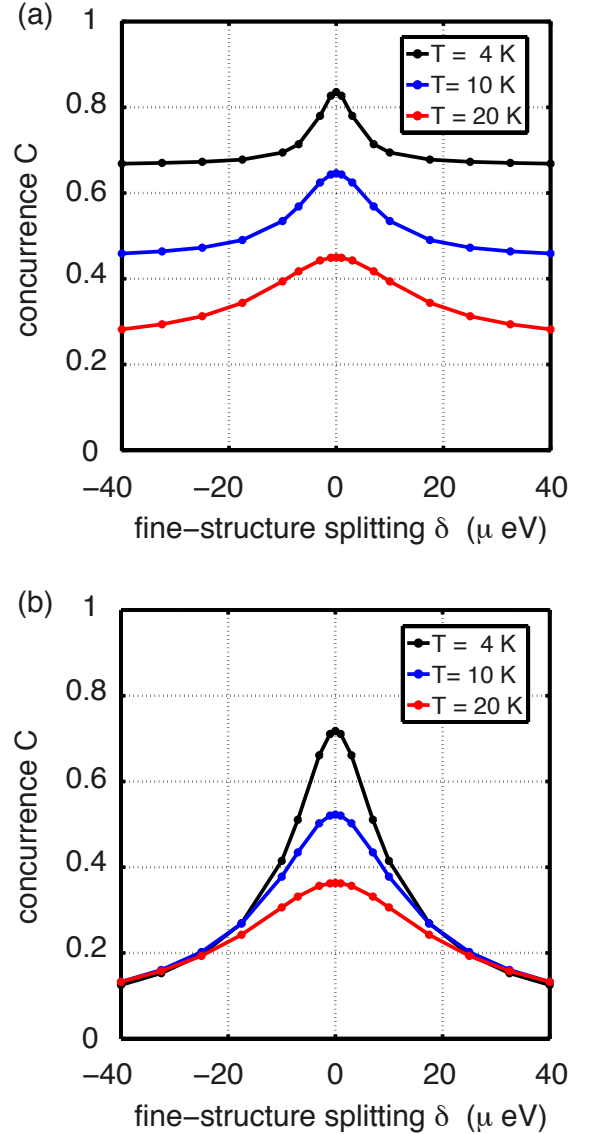 (a)
1
0.8
0.6
0.4
0.2
0
concurrence C
T = 4 K
T= 10 K
T = 20 K
−40 −20 0 20 40
fine−structure splitting δ (μ eV)
(b)
1
0.8
0.6
0.4
0.2
0
concurrence C
T = 4 K
T= 10 K
T = 20 K
−40 −20 0 20 40
fine−structure splitting δ (μ eV)